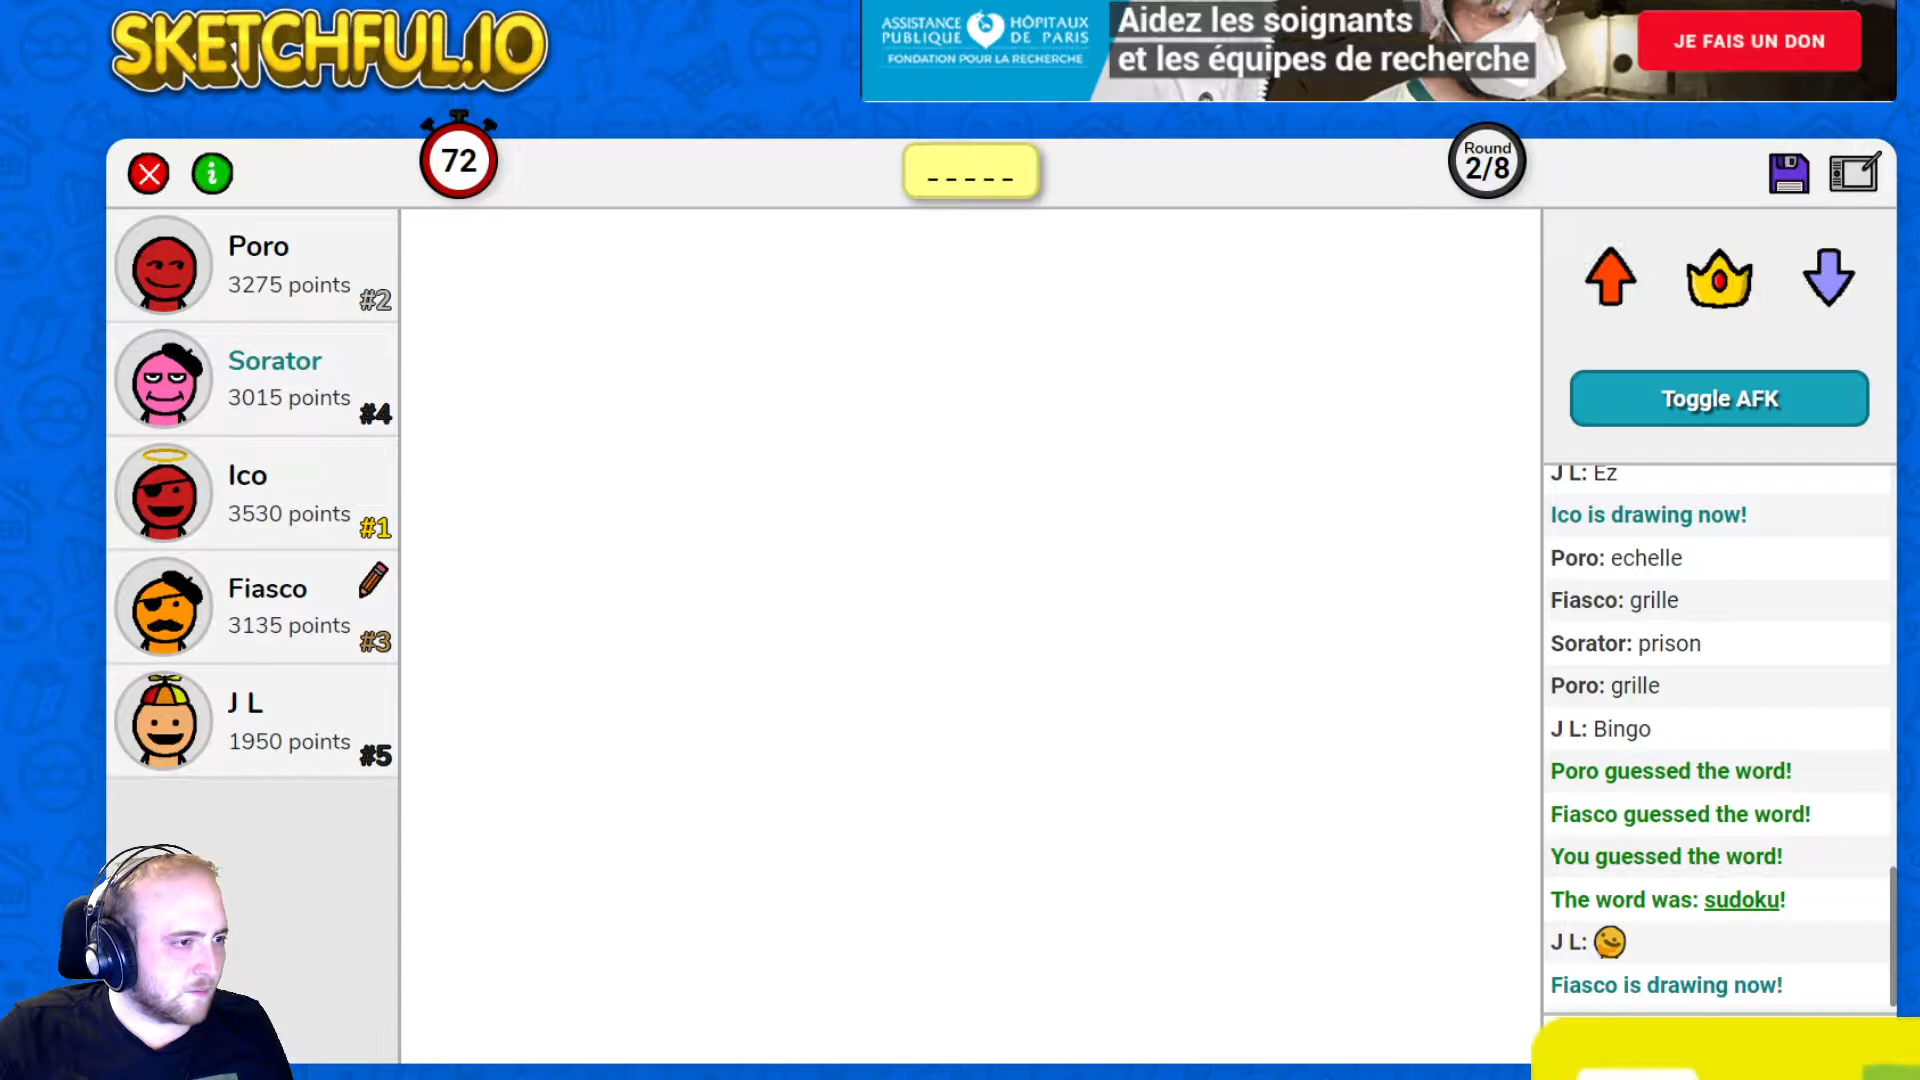 SKETCHFUL.IO
ASSISTANCE PUBLIQUE
HÔPITAUX DE PARIS
FONDATION POUR LA RECHERCHE
Aidez les soignants
et les équipes de recherche
JE FAIS UN DON
72
_ _ _ _ _
Round
2/8
Poro
3275 points
#2
Sorator
3015 points
#4
Ico
3530 points
#1
Fiasco
3135 points
#3
J L
1950 points
#5
Toggle AFK
J L: Ez
Ico is drawing now!
Poro: echelle
Fiasco: grille
Sorator: prison
Poro: grille
J L: Bingo
Poro guessed the word!
Fiasco guessed the word!
You guessed the word!
The word was: sudoku!
J L:
Fiasco is drawing now!